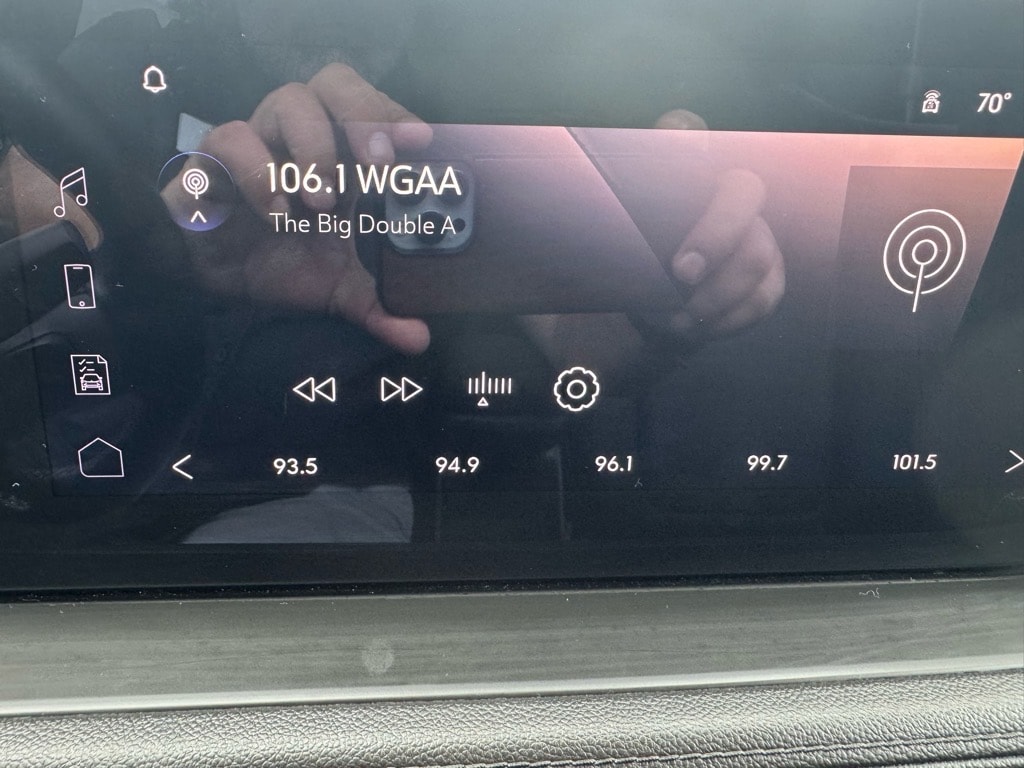 70°
106.1 WGAA
The Big Double A
93.5 94.9 96.1 99.7 101.5